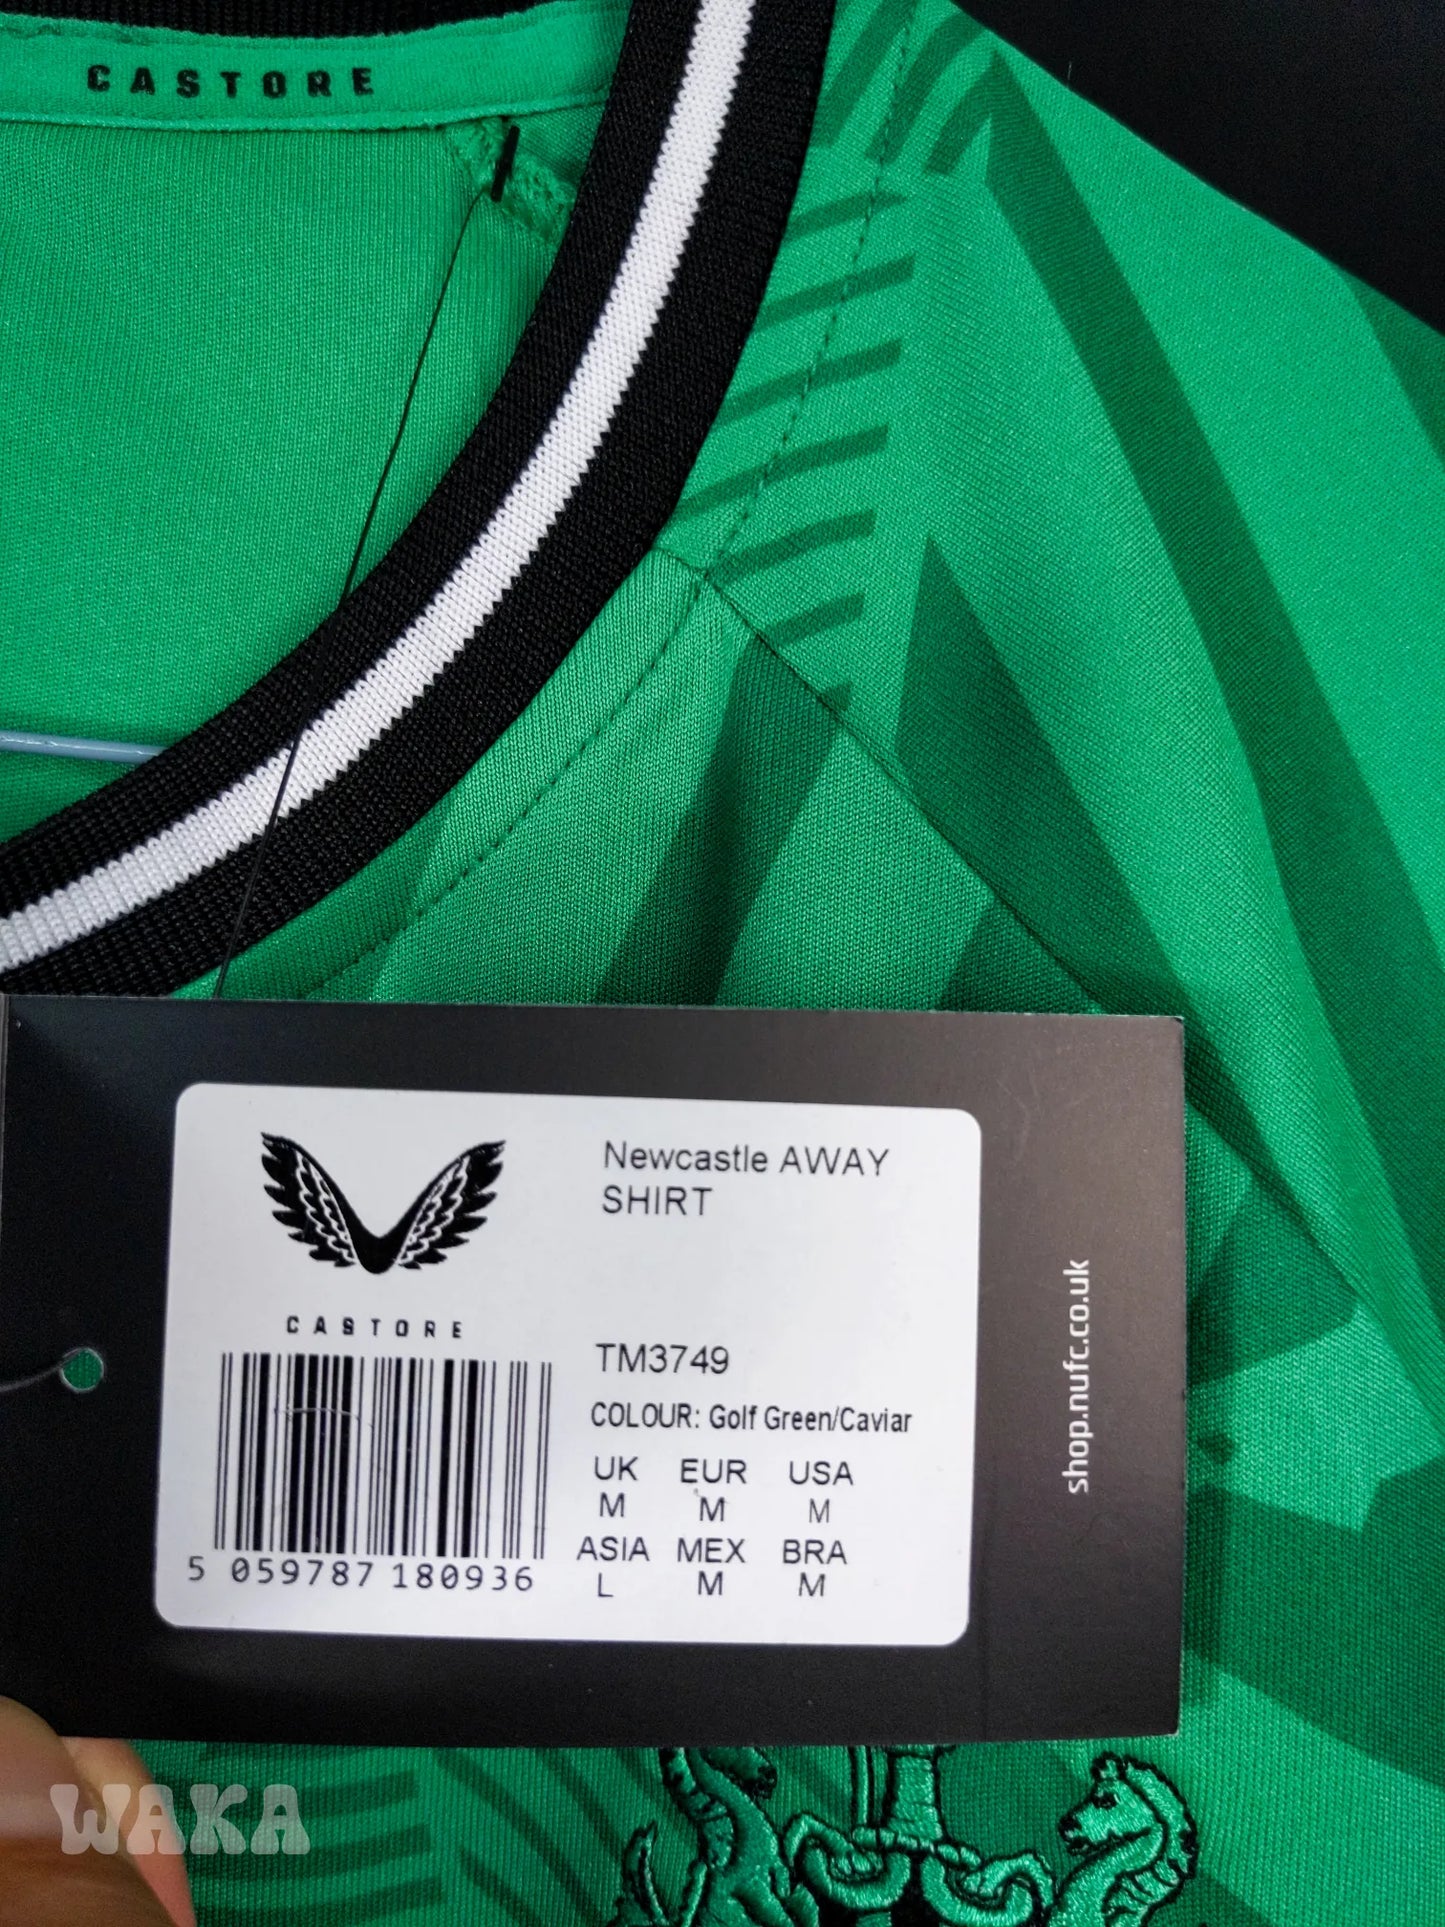 CASTORE
Newcastle AWAY
SHIRT
CASTORE
TM3749
COLOUR: Golf Green/Caviar
UK EUR USA
M M M
ASIA MEX BRA
L M M
5 059787 180936
shop.nufc.co.uk
WAKA